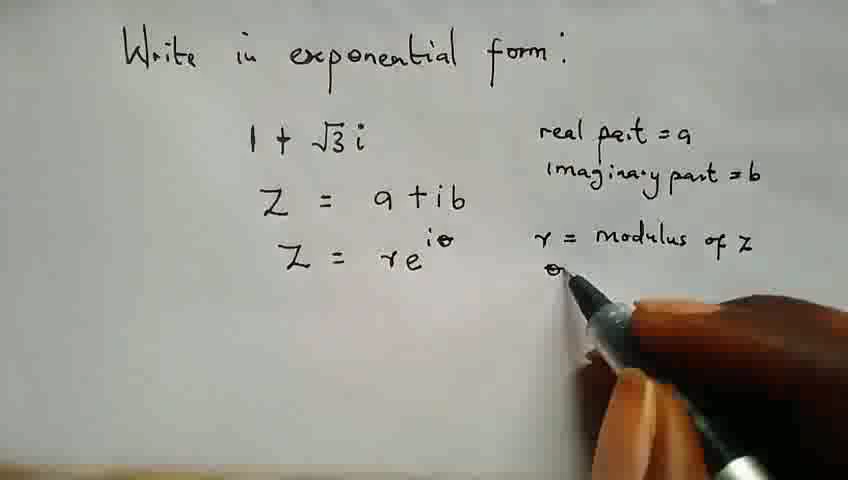 Write in exponential form:
1 + √3 i
real part = a
imaginary part = b
Z = a + ib
Z = re^{iθ}
r = modulus of z
θ